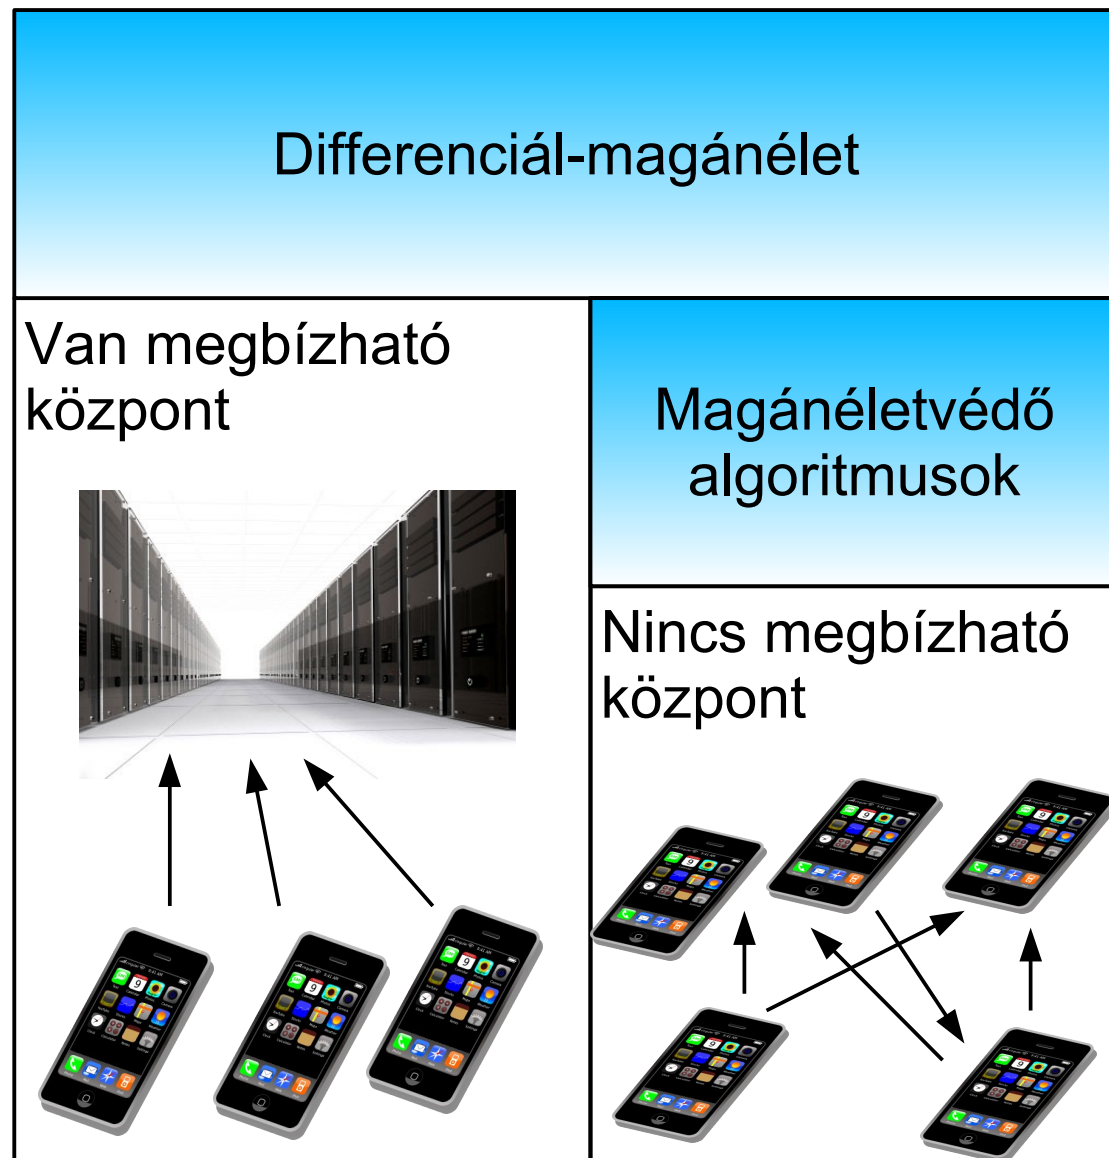 Differenciál-magánélet
Van megbízható
központ
Magánéletvédő
algoritmusok
Nincs megbízható
központ